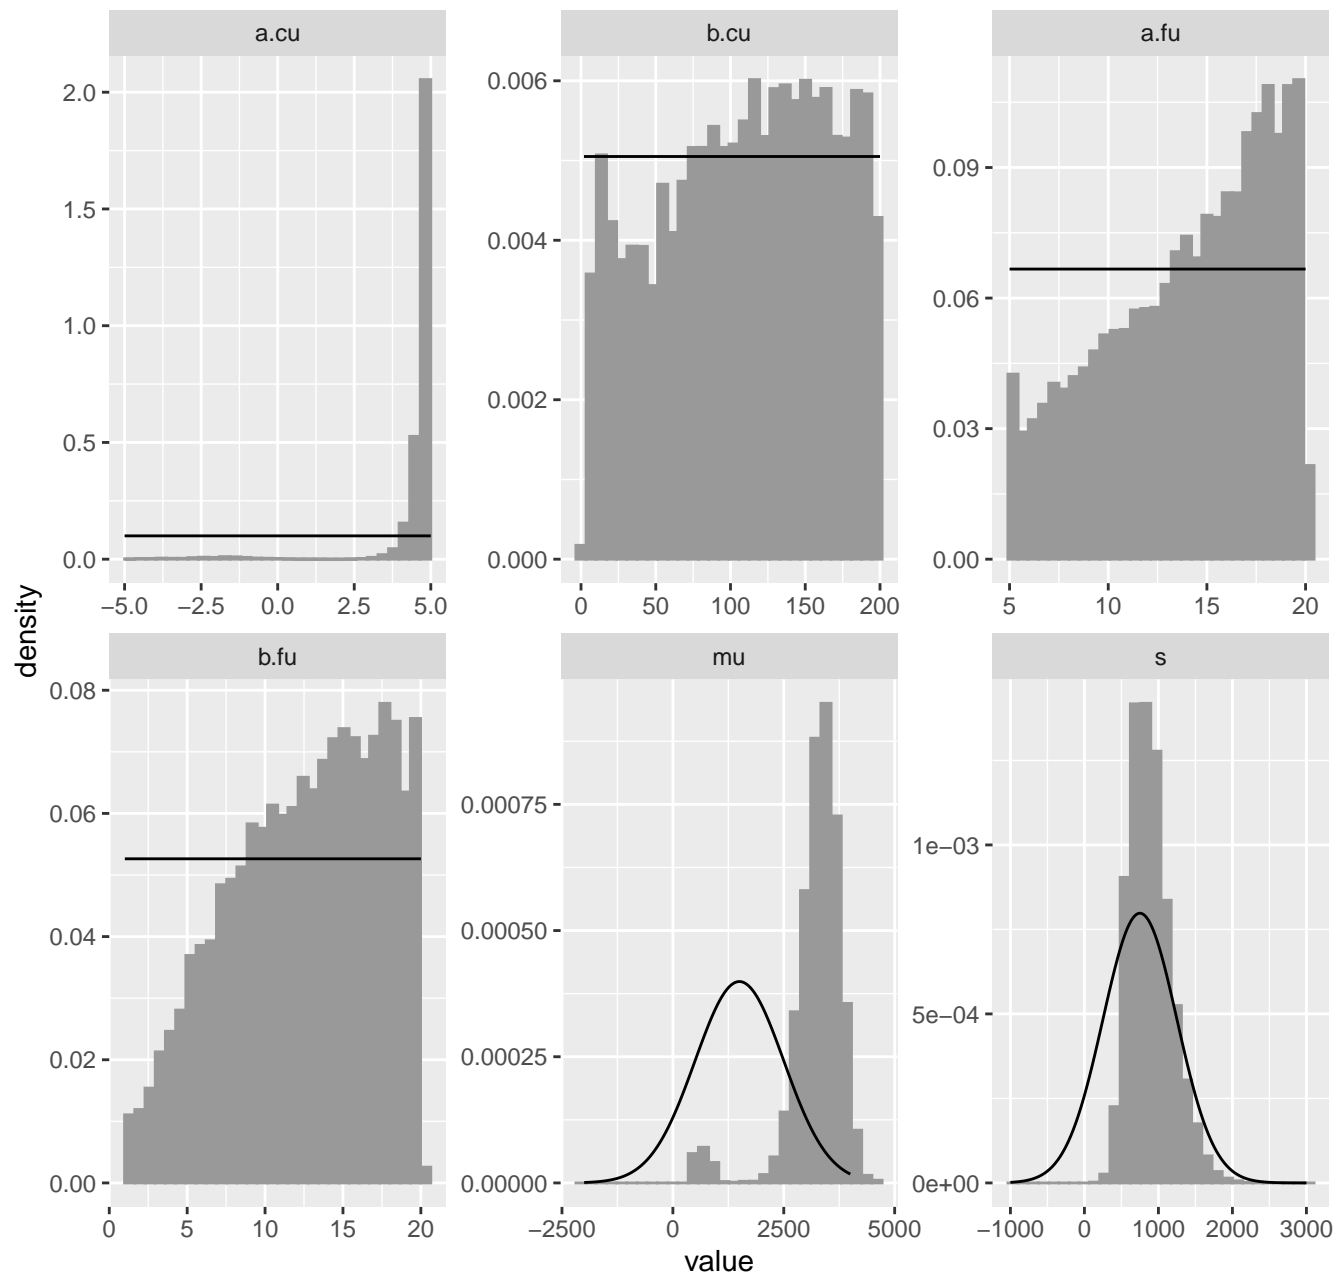 a.cu
b.cu
a.fu
2.0
1.5
1.0
0.5
0.0
0.006
0.004
0.002
0.000
0.09
0.06
0.03
0.00
−5.0 −2.5 0.0 2.5 5.0
0 50 100 150 200
5 10 15 20
density
b.fu
mu
s
0.08
0.06
0.04
0.02
0.00
0.00075
0.00050
0.00025
0.00000
1e−03
5e−04
0e+00
0 5 10 15 20
−2500 0 2500 5000
−1000 0 1000 2000 3000
value